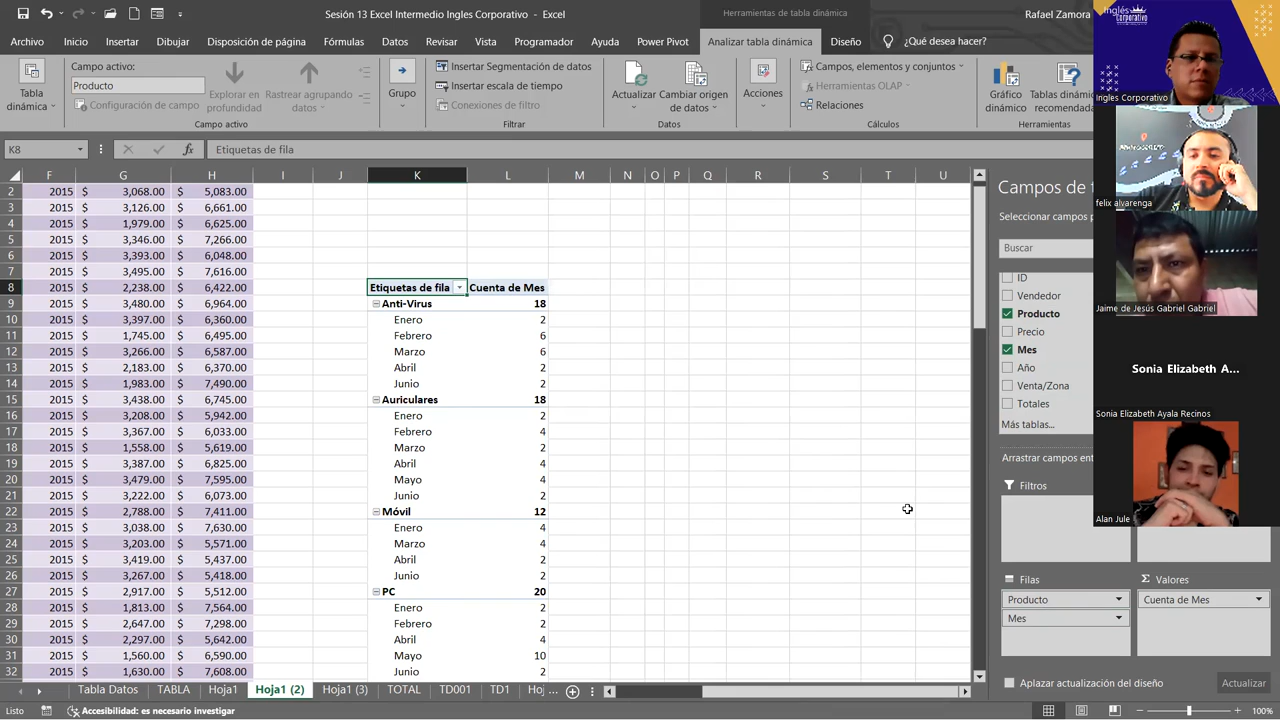 Sesión 13 Excel Intermedio Ingles Corporativo - Excel
Herramientas de tabla dinámica
Rafael Zamora
Archivo Inicio Insertar Dibujar Disposición de página Fórmulas Datos Revisar Vista Programador Ayuda Power Pivot Analizar tabla dinámica Diseño ¿Qué desea hacer?
Tabla dinámica
Campo activo:
Producto
Configuración de campo
Explorar en profundidad
Rastrear agrupando datos
Campo activo
Grupo
Insertar segmentación de datos
Insertar escala de tiempo
Conexiones de filtro
Filtrar
Actualizar
Cambiar origen de datos
Datos
Acciones
Campos, elementos y conjuntos
Herramientas OLAP
Relaciones
Cálculos
Gráfico dinámico
Tablas dinámi
recomenda
Herramientas
K8 fx Etiquetas de fila
F G H I J K L M N O P Q R S T U
2 2015 $ 3,068.00 $ 5,083.00
3 2015 $ 3,126.00 $ 6,661.00
4 2015 $ 1,979.00 $ 6,625.00
5 2015 $ 3,346.00 $ 7,266.00
6 2015 $ 3,393.00 $ 6,048.00
7 2015 $ 3,495.00 $ 7,616.00
8 2015 $ 2,238.00 $ 6,422.00 Etiquetas de fila Cuenta de Mes
9 2015 $ 3,480.00 $ 6,964.00 Anti-Virus 18
10 2015 $ 3,397.00 $ 6,360.00 Enero 2
11 2015 $ 1,745.00 $ 6,495.00 Febrero 6
12 2015 $ 3,266.00 $ 6,587.00 Marzo 6
13 2015 $ 2,183.00 $ 6,370.00 Abril 2
14 2015 $ 1,983.00 $ 7,490.00 Junio 2
15 2015 $ 3,438.00 $ 6,745.00 Auriculares 18
16 2015 $ 3,208.00 $ 5,942.00 Enero 2
17 2015 $ 3,367.00 $ 6,033.00 Febrero 4
18 2015 $ 1,558.00 $ 5,619.00 Marzo 2
19 2015 $ 3,387.00 $ 6,825.00 Abril 4
20 2015 $ 3,479.00 $ 7,595.00 Mayo 4
21 2015 $ 3,222.00 $ 6,073.00 Junio 2
22 2015 $ 2,788.00 $ 7,411.00 Móvil 12
23 2015 $ 3,038.00 $ 7,630.00 Enero 4
24 2015 $ 3,203.00 $ 5,571.00 Marzo 4
25 2015 $ 3,419.00 $ 5,437.00 Abril 2
26 2015 $ 3,267.00 $ 5,418.00 Junio 2
27 2015 $ 2,917.00 $ 5,512.00 PC 20
28 2015 $ 1,813.00 $ 7,564.00 Enero 2
29 2015 $ 2,647.00 $ 7,298.00 Febrero 2
30 2015 $ 2,297.00 $ 5,642.00 Abril 4
31 2015 $ 1,560.00 $ 6,590.00 Mayo 10
32 2015 $ 1,630.00 $ 7,608.00 Junio 2
Campos de t
Seleccionar campos p
Buscar
ID
Vendedor
Producto
Precio
Mes
Año
Venta/Zona
Totales
Más tablas...
Arrastrar campos ent
Filtros
Filas
Σ Valores
Producto
Mes
Cuenta de Mes
Aplazar actualización del diseño
Actualizar
Inglés Corporativo
Ingles Corporativo
felix alvarenga
Jaime de Jesús Gabriel Gabriel
Sonia Elizabeth A...
Sonia Elizabeth Ayala Recinos
Alan Jule
Tabla Datos TABLA Hoja1 Hoja1 (2) Hoja1 (3) TOTAL TD001 TD1 Hoj ...
Listo Accesibilidad: es necesario investigar 100%